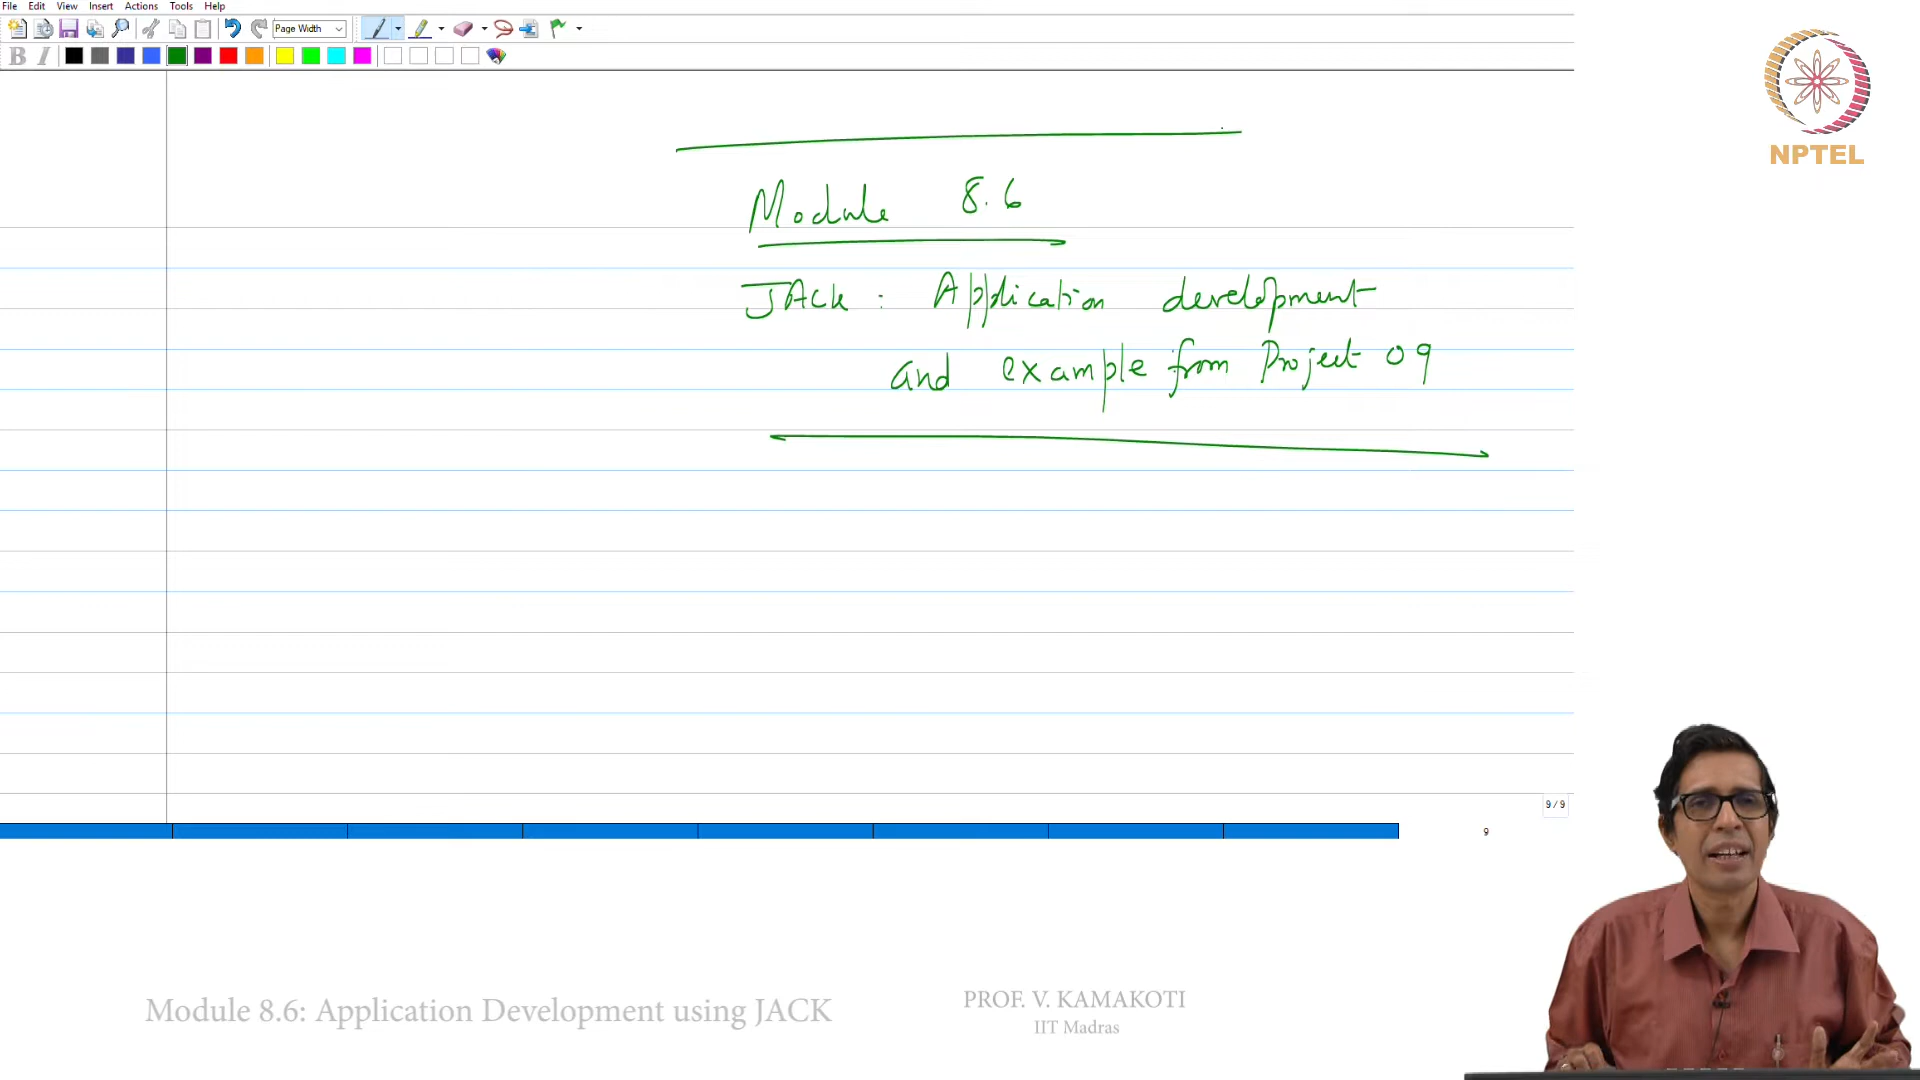 File Edit View Insert Actions Tools Help
Page Width
B I
NPTEL
Module 8.6
JACK : Application development
and example from Project 09
9 / 9
9
Module 8.6: Application Development using JACK
PROF. V. KAMAKOTI
IIT Madras